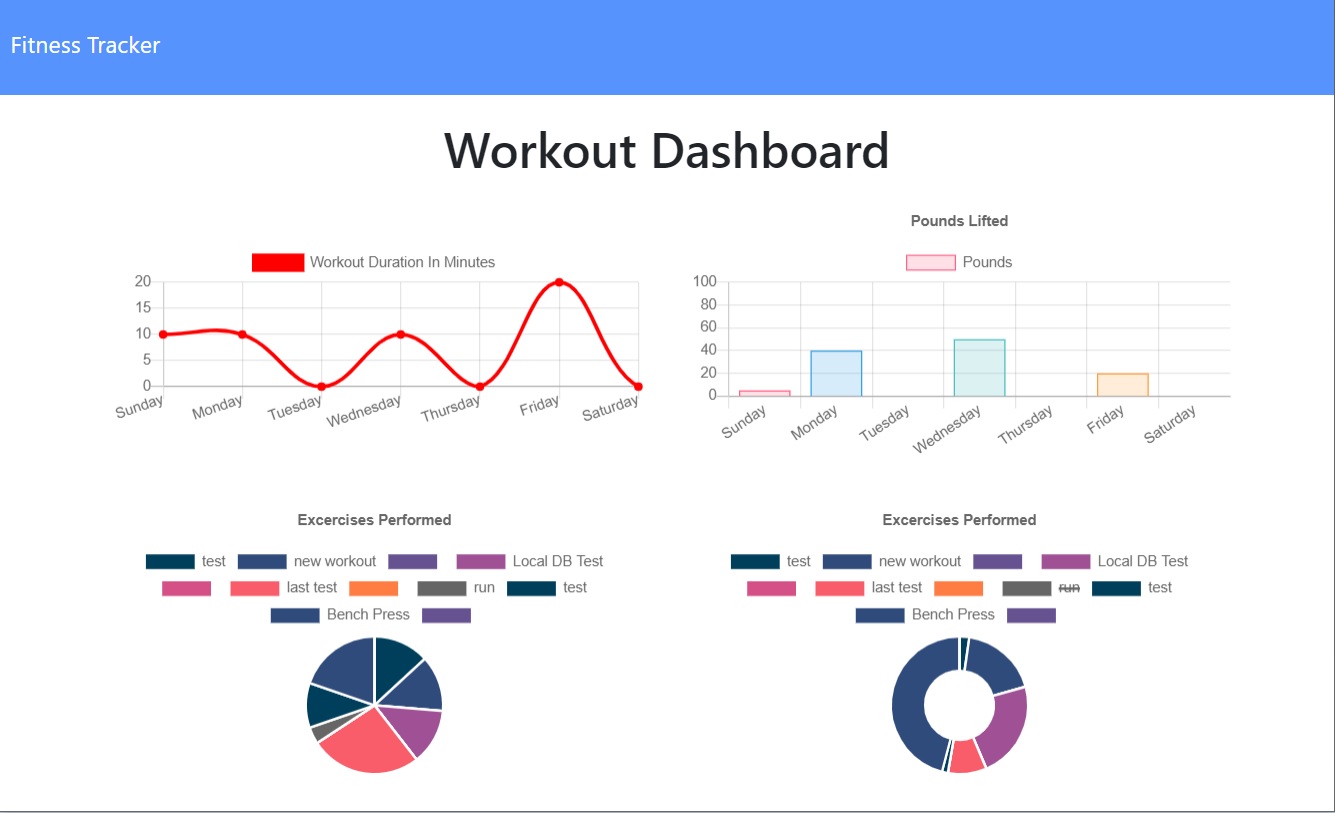 Fitness Tracker
Workout Dashboard
Workout Duration In Minutes
20
15
10
5
0
Sunday Monday Tuesday Wednesday Thursday Friday Saturday
Pounds Lifted
Pounds
100
80
60
40
20
0
Sunday Monday Tuesday Wednesday Thursday Friday Saturday
Excercises Performed
test new workout Local DB Test
last test run test
Bench Press
Excercises Performed
test new workout Local DB Test
last test run test
Bench Press